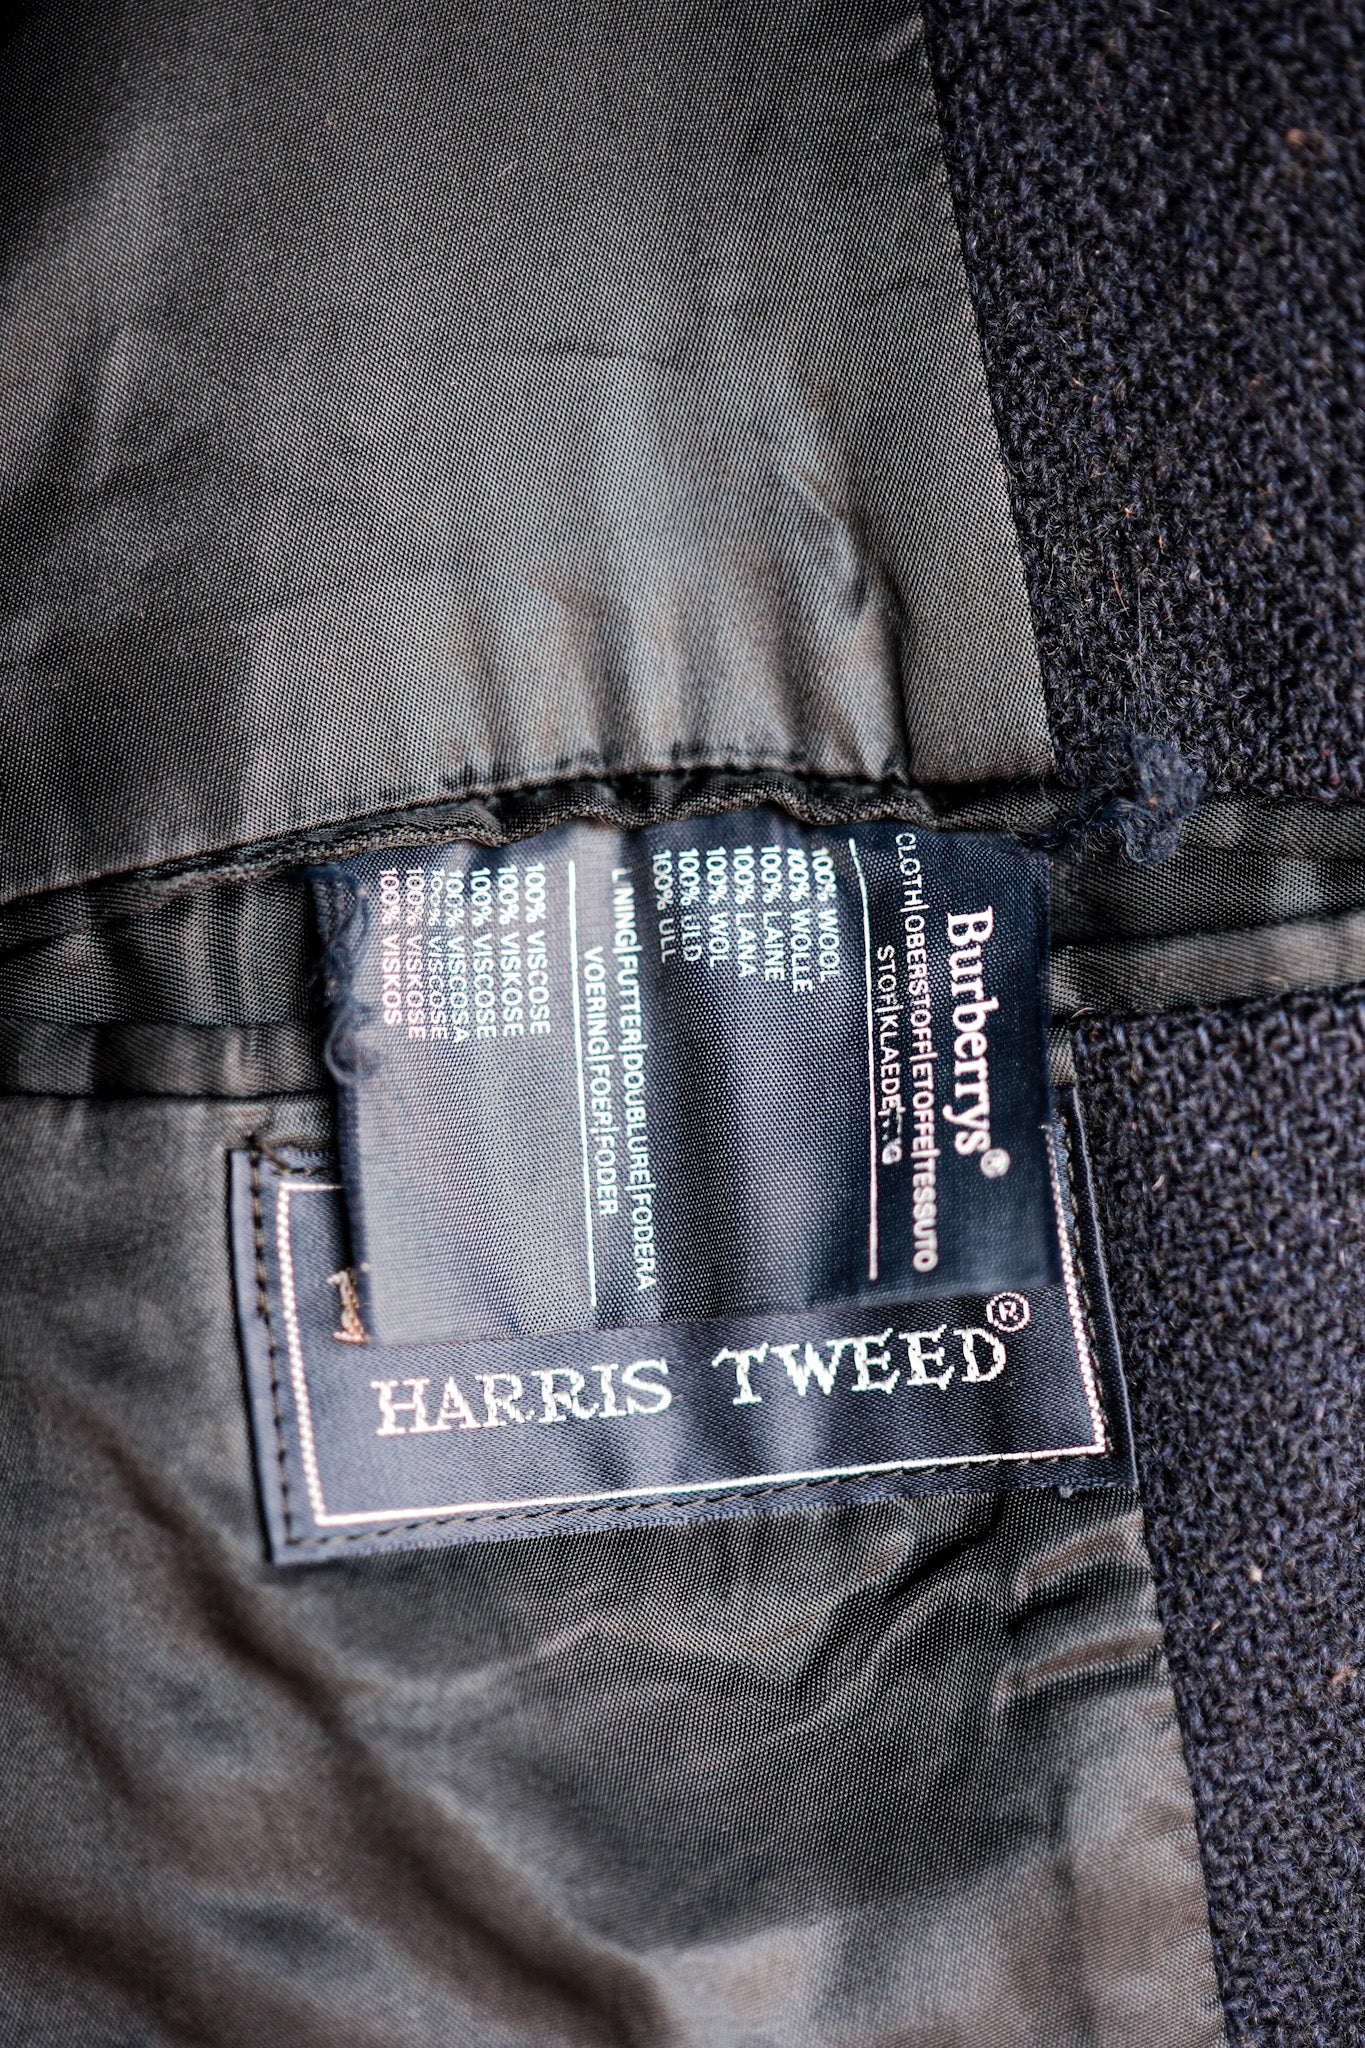 Burberrys®
CLOTH|OBERSTOFF|ETOFFE|TESSUTO
STOF|KLAEDE
100% WOOL
100% WOLLE
100% LAINE
100% LANA
100% WOL
100% ULD
100% ULL
LINING|FUTTER|DOUBLURE|FODERA
VOERING|FOER|FODER
100% VISCOSE
100% VISKOSE
100% VISCOSE
100% VISCOSA
100% VISCOSE
100% VISCOSE
100% VISKOS
HARRIS TWEED®